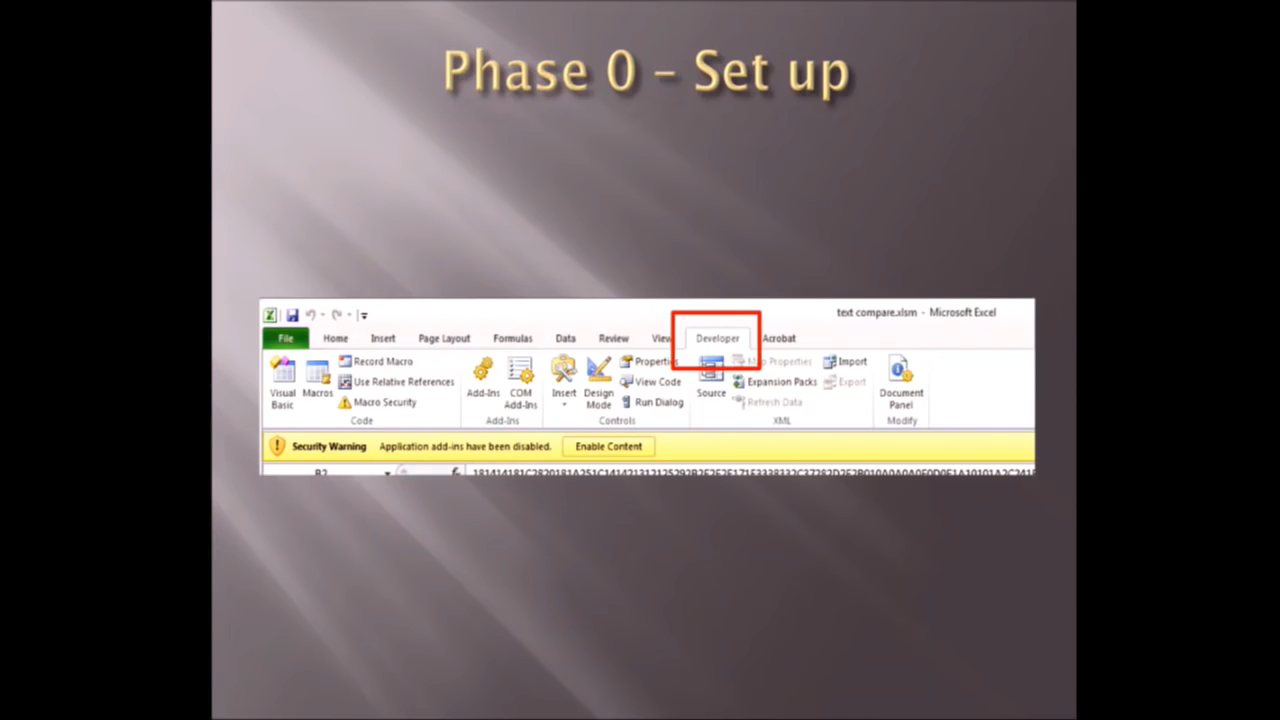 Phase 0 – Set up
text compare.xlsm - Microsoft Excel
File Home Insert Page Layout Formulas Data Review View Developer Acrobat
Record Macro Properties Map Properties Import
Use Relative References View Code Expansion Packs Export
Visual Basic Macros Macro Security Add-Ins COM Add-Ins Insert Design Mode Run Dialog Source Refresh Data Document Panel
Code Add-Ins Controls XML Modify
Security Warning Application add-ins have been disabled. Enable Content
B2